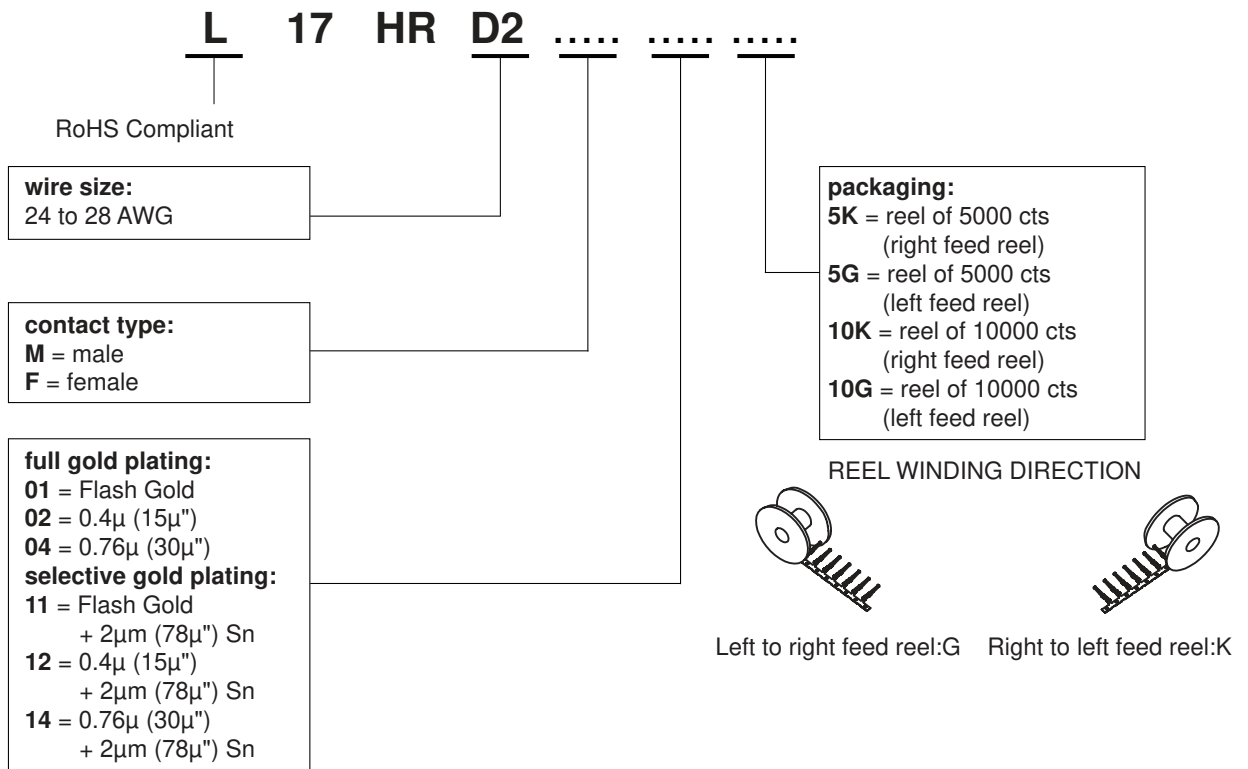 L 17 HR D2 ..... ..... .....
RoHS Compliant
wire size:
24 to 28 AWG
contact type:
M = male
F = female
full gold plating:
01 = Flash Gold
02 = 0.4µ (15µ")
04 = 0.76µ (30µ")
selective gold plating:
11 = Flash Gold
+ 2µm (78µ") Sn
12 = 0.4µ (15µ")
+ 2µm (78µ") Sn
14 = 0.76µ (30µ")
+ 2µm (78µ") Sn
packaging:
5K = reel of 5000 cts
(right feed reel)
5G = reel of 5000 cts
(left feed reel)
10K = reel of 10000 cts
(right feed reel)
10G = reel of 10000 cts
(left feed reel)
REEL WINDING DIRECTION
Left to right feed reel:G
Right to left feed reel:K